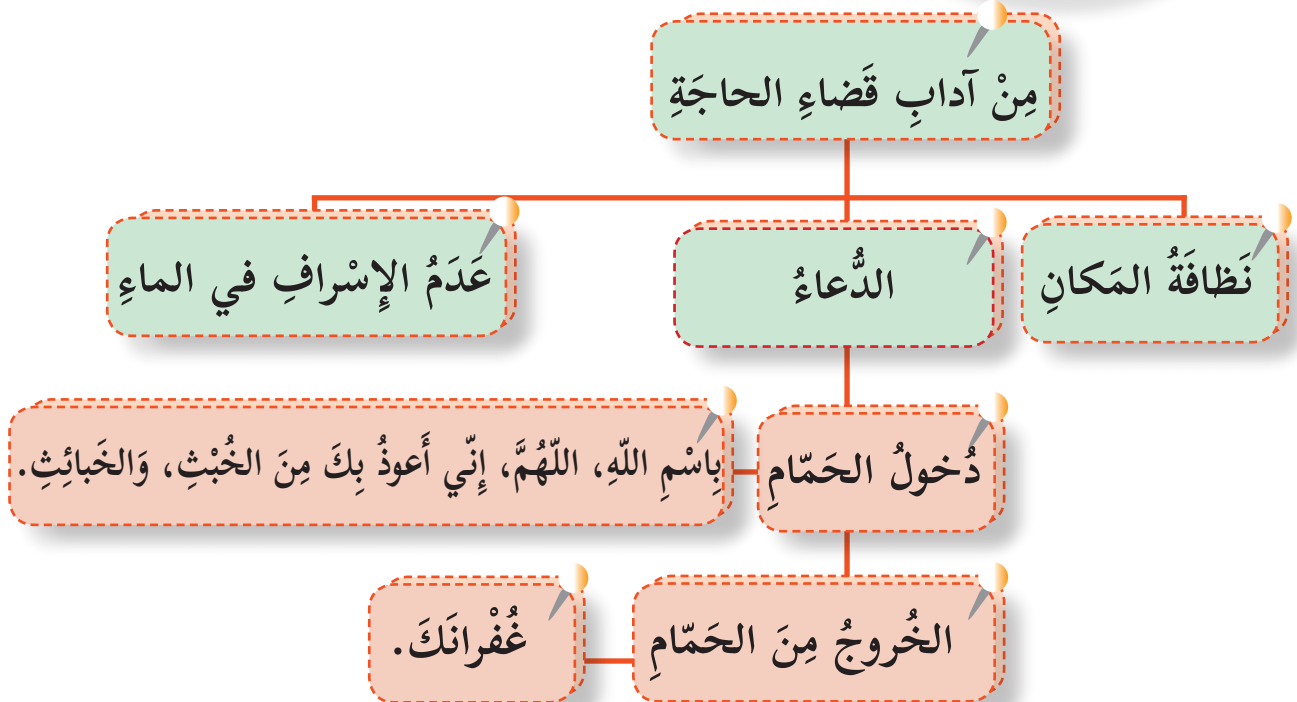 مِنْ آدابِ قَضاءِ الحاجَةِ
نَظافَةُ المَكانِ
الدُّعاءُ
عَدَمُ الإِسْرافِ في الماءِ
دُخولُ الحَمّامِ
بِاسْمِ اللّهِ، اللّهُمَّ، إِنّي أَعوذُ بِكَ مِنَ الخُبْثِ، وَالخَبائِثِ.
الخُروجُ مِنَ الحَمّامِ
غُفْرانَكَ.